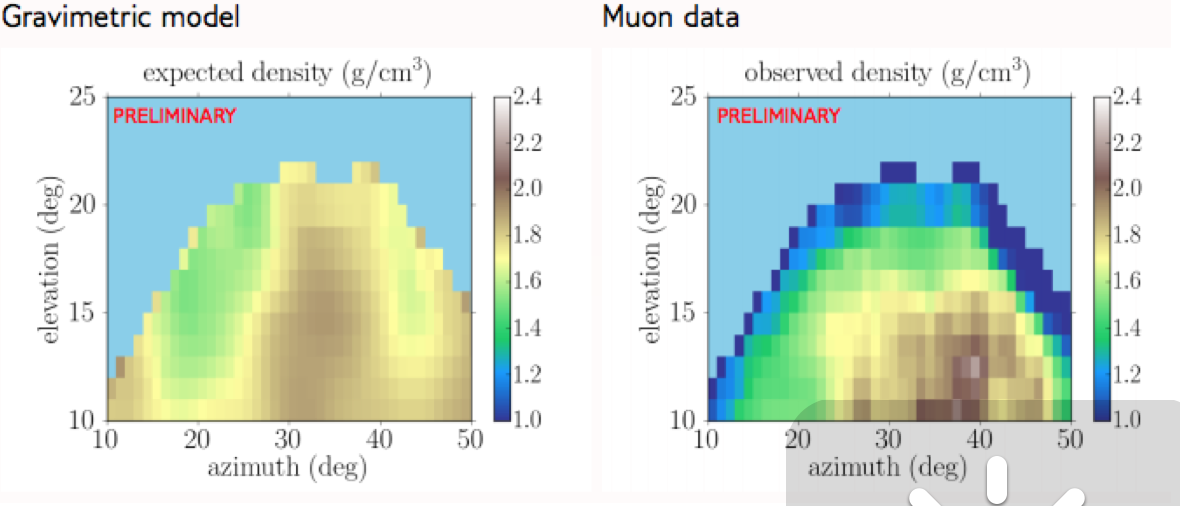 Gravimetric model
expected density (g/cm³)
PRELIMINARY
25
20
15
10
elevation (deg)
10 20 30 40 50
azimuth (deg)
2.4
2.2
2.0
1.8
1.6
1.4
1.2
1.0
Muon data
observed density (g/cm³)
PRELIMINARY
25
20
15
10
elevation (deg)
10 20 30 40 50
azimuth (deg)
2.4
2.2
2.0
1.8
1.6
1.4
1.2
1.0